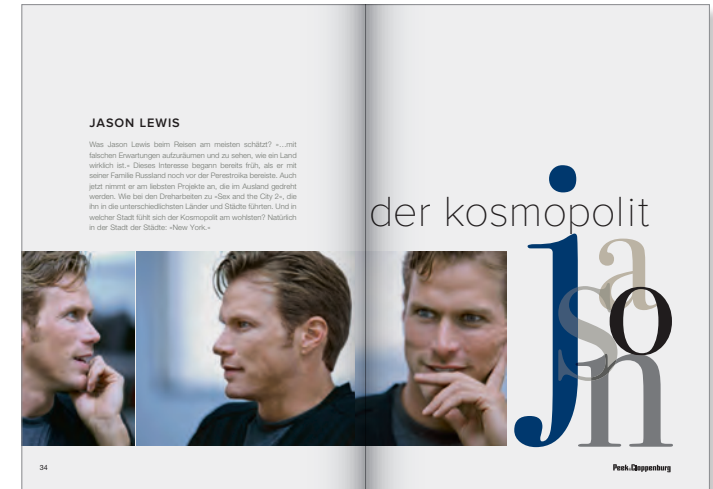 JASON LEWIS
Was Jason Lewis beim Reisen am meisten schätzt? «...mit
falschen Erwartungen aufzuräumen und zu sehen, wie ein Land
wirklich ist.» Dieses Interesse begann bereits früh, als er mit
seiner Familie Russland noch vor der Perestroika bereiste. Auch
jetzt nimmt er am liebsten Projekte an, die im Ausland gedreht
werden. Wie bei den Dreharbeiten zu «Sex and the City 2», die
ihn in die unterschiedlichsten Länder und Städte führten. Und in
welcher Stadt fühlt sich der Kosmopolit am wohlsten? Natürlich
in der Stadt der Städte: «New York.»
der kosmopolit
jason
34
Peek&Cloppenburg